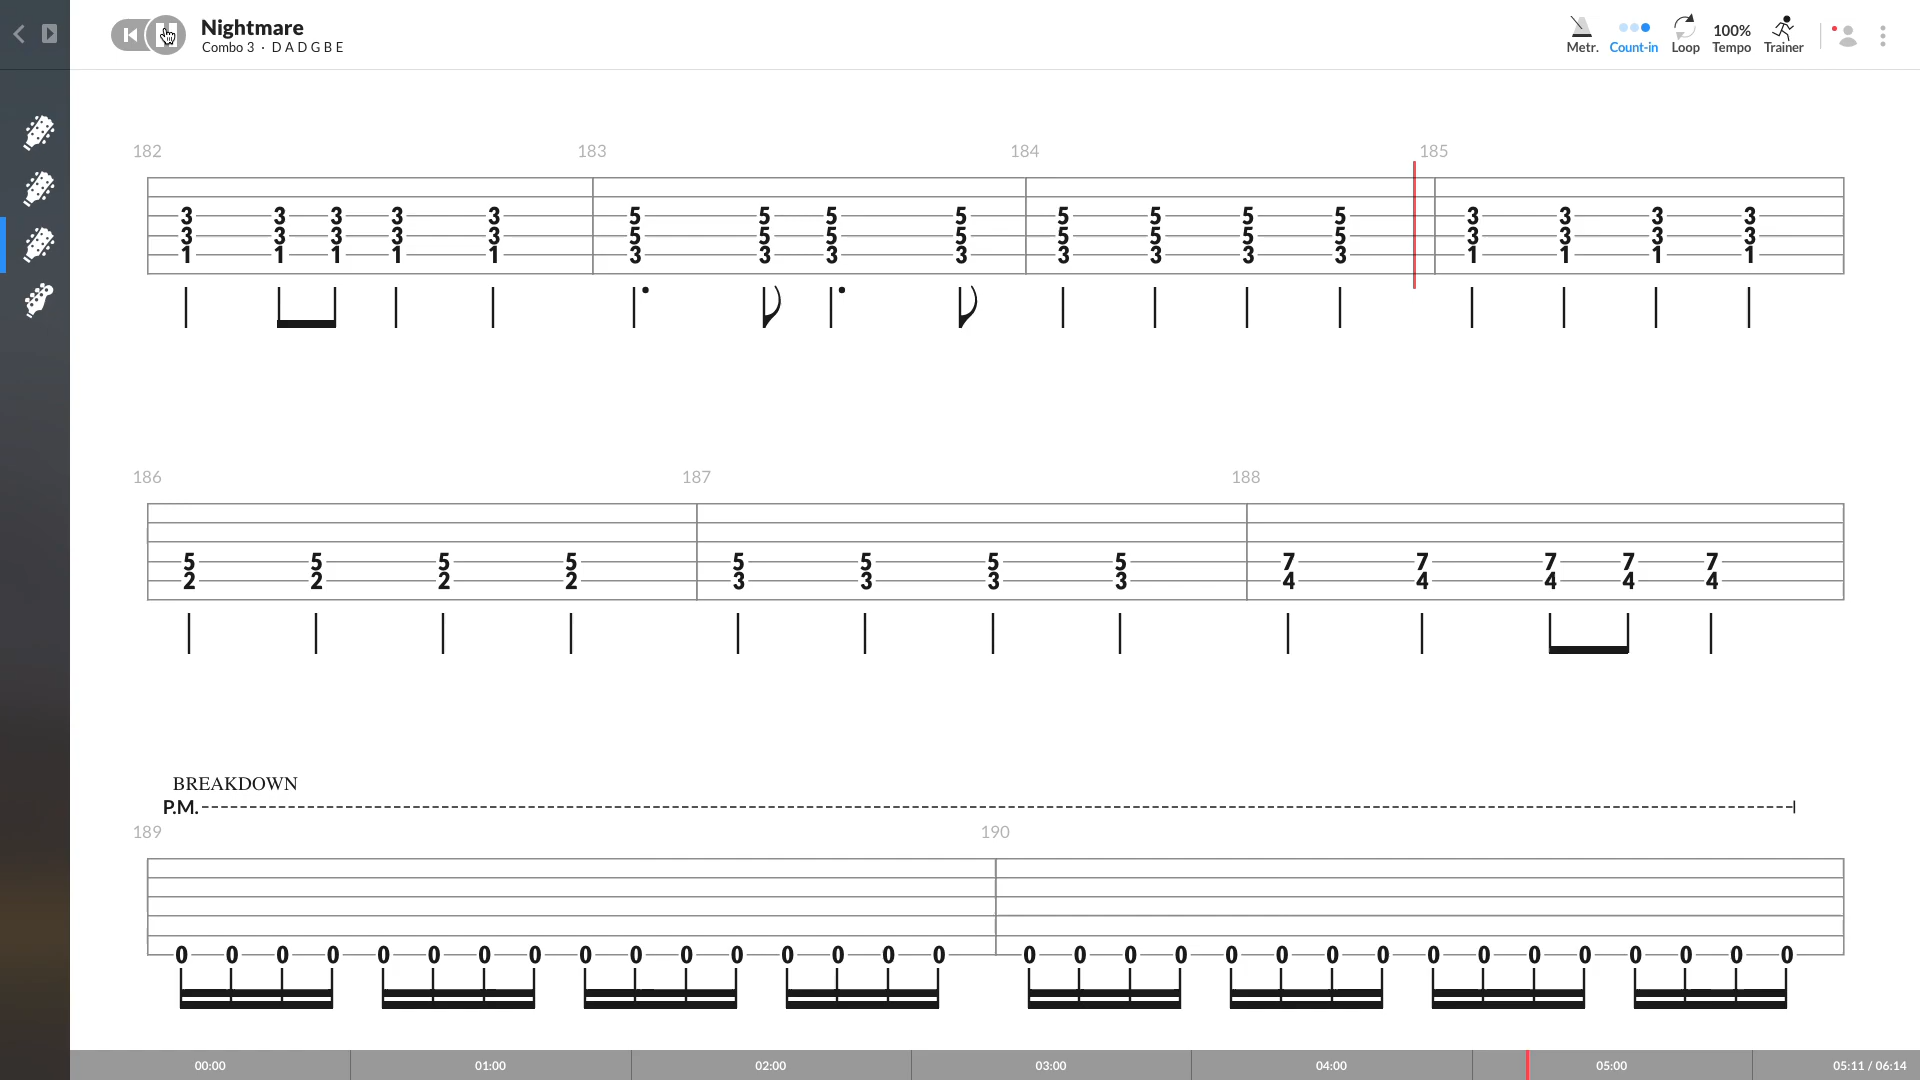 Nightmare
Combo 3 · D A D G B E
Metr.
Count-in
Loop
100%
Tempo
Trainer
182 183 184 185
3 3 3 3 3 5 5 5 5 5 5 5 5 3 3 3 3
3 3 3 3 3 5 5 5 5 5 5 5 5 3 3 3 3
1 1 1 1 1 3 3 3 3 3 3 3 3 1 1 1 1
186 187 188
5 5 5 5 5 5 5 5 7 7 7 7 7
2 2 2 2 3 3 3 3 4 4 4 4 4
BREAKDOWN
P.M.
189 190
0 0 0 0 0 0 0 0 0 0 0 0 0 0 0 0 0 0 0 0 0 0 0 0 0 0 0 0 0 0 0 0
00:00 01:00 02:00 03:00 04:00 05:00 05:11 / 06:14